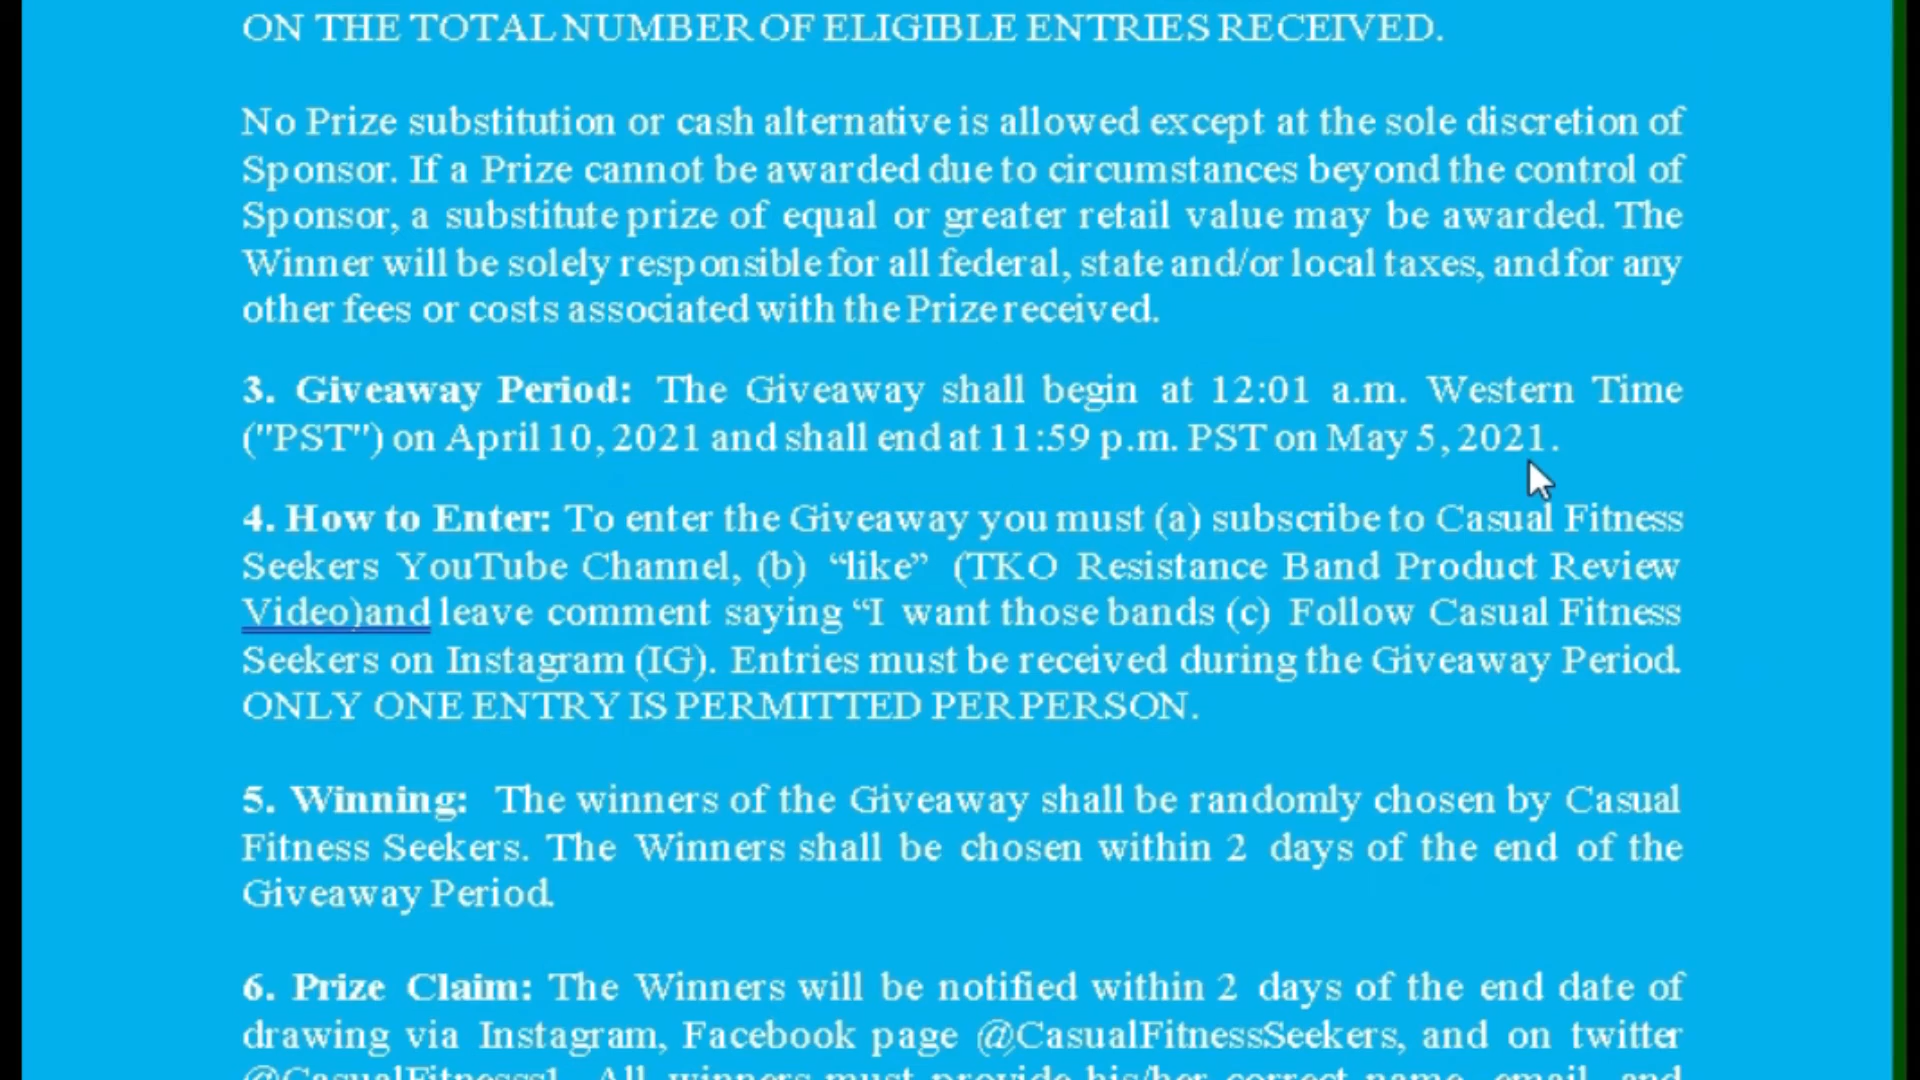 ON THE TOTAL NUMBER OF ELIGIBLE ENTRIES RECEIVED.
No Prize substitution or cash alternative is allowed except at the sole discretion of
Sponsor. If a Prize cannot be awarded due to circumstances beyond the control of
Sponsor, a substitute prize of equal or greater retail value may be awarded. The
Winner will be solely responsible for all federal, state and/or local taxes, and for any
other fees or costs associated with the Prize received.
3. Giveaway Period: The Giveaway shall begin at 12:01 a.m. Western Time
("PST") on April 10, 2021 and shall end at 11:59 p.m. PST on May 5, 2021.
4. How to Enter: To enter the Giveaway you must (a) subscribe to Casual Fitness
Seekers YouTube Channel, (b) “like” (TKO Resistance Band Product Review
Video)and leave comment saying “I want those bands (c) Follow Casual Fitness
Seekers on Instagram (IG). Entries must be received during the Giveaway Period.
ONLY ONE ENTRY IS PERMITTED PER PERSON.
5. Winning: The winners of the Giveaway shall be randomly chosen by Casual
Fitness Seekers. The Winners shall be chosen within 2 days of the end of the
Giveaway Period.
6. Prize Claim: The Winners will be notified within 2 days of the end date of
drawing via Instagram, Facebook page @CasualFitnessSeekers, and on twitter
All winners must provide his/her correct name, email, and